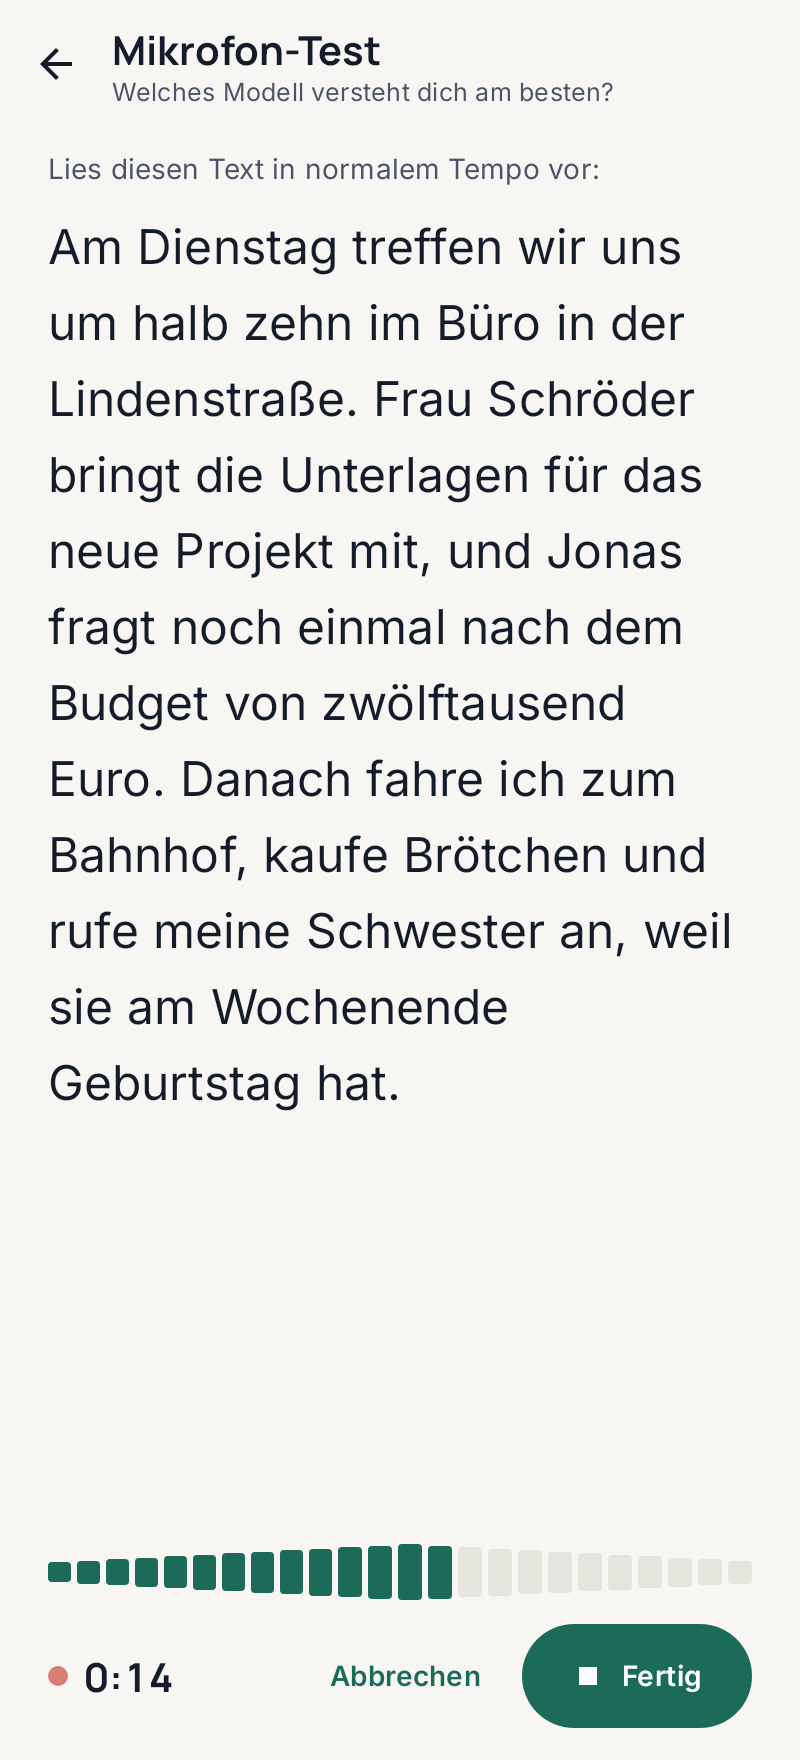 Mikrofon-Test
Welches Modell versteht dich am besten?
Lies diesen Text in normalem Tempo vor:
Am Dienstag treffen wir uns
um halb zehn im Büro in der
Lindenstraße. Frau Schröder
bringt die Unterlagen für das
neue Projekt mit, und Jonas
fragt noch einmal nach dem
Budget von zwölftausend
Euro. Danach fahre ich zum
Bahnhof, kaufe Brötchen und
rufe meine Schwester an, weil
sie am Wochenende
Geburtstag hat.
0:14
Abbrechen
Fertig